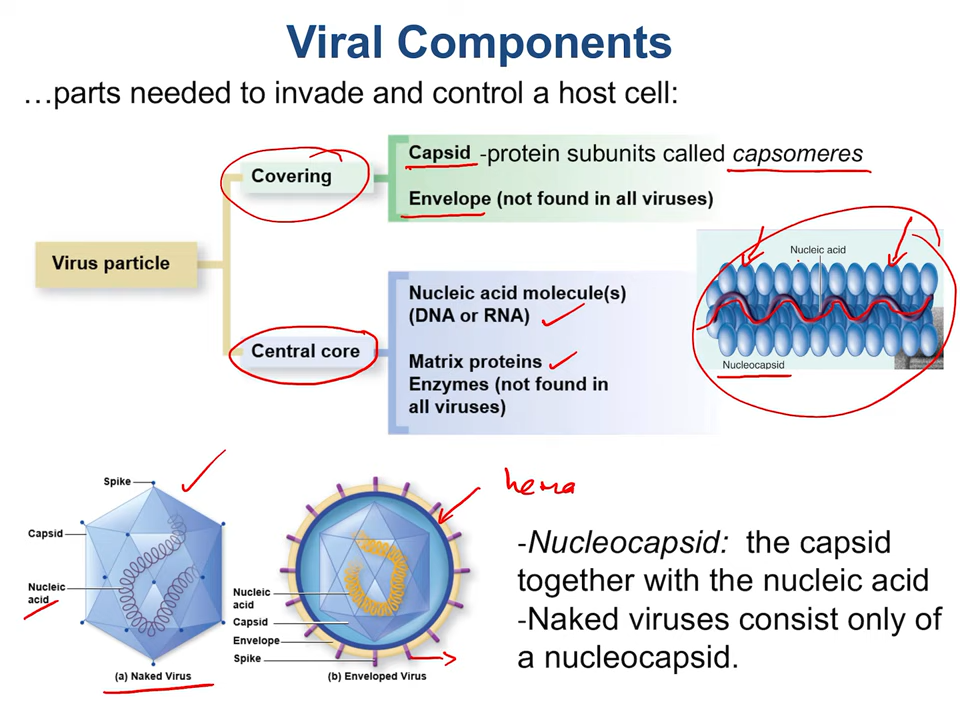 Viral Components
…parts needed to invade and control a host cell:
Covering
Capsid -protein subunits called capsomeres
Envelope (not found in all viruses)
Virus particle
Central core
Nucleic acid molecule(s)
(DNA or RNA)
Matrix proteins
Enzymes (not found in
all viruses)
Nucleic acid
Nucleocapsid
Spike
Capsid
Nucleic
acid
(a) Naked Virus
Nucleic
acid
Capsid
Envelope
Spike
(b) Enveloped Virus
hema
-Nucleocapsid: the capsid
together with the nucleic acid
-Naked viruses consist only of
a nucleocapsid.